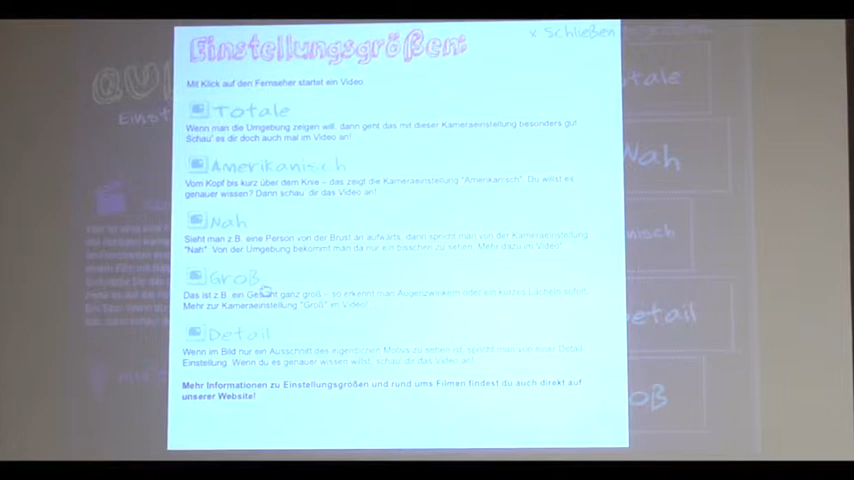 Einstellungsgrößen:
x Schließen
Mit Klick auf den Fernseher startet ein Video
Totale
Wenn man die Umgebung zeigen will, dann geht das mit dieser Kameraeinstellung besonders gut.
Schau' es dir doch auch mal im Video an!
Amerikanisch
Vom Kopf bis kurz über dem Knie – das zeigt die Kameraeinstellung "Amerikanisch". Du willst es
genauer wissen? Dann schau' dir das Video an!
Nah
Sieht man z.B. eine Person von der Brust an aufwärts, dann spricht man von der Kameraeinstellung
"Nah". Von der Umgebung bekommt man da nur ein bisschen zu sehen. Mehr dazu im Video!
Groß
Das ist z.B. ein Gesicht ganz groß – so erkennt man Augenzwinkern oder ein kurzes Lächeln sofort.
Mehr zur Kameraeinstellung "Groß" im Video!
Detail
Wenn im Bild nur ein Ausschnitt des eigentlichen Motivs zu sehen ist, spricht man von einer Detail-
Einstellung. Wenn du es genauer wissen willst, schau' dir das Video an!
Mehr Informationen zu Einstellungsgrößen und rund ums Filmen findest du auch direkt auf
unserer Website!
QU
Einst
tale
Nah
isch
etail
oß